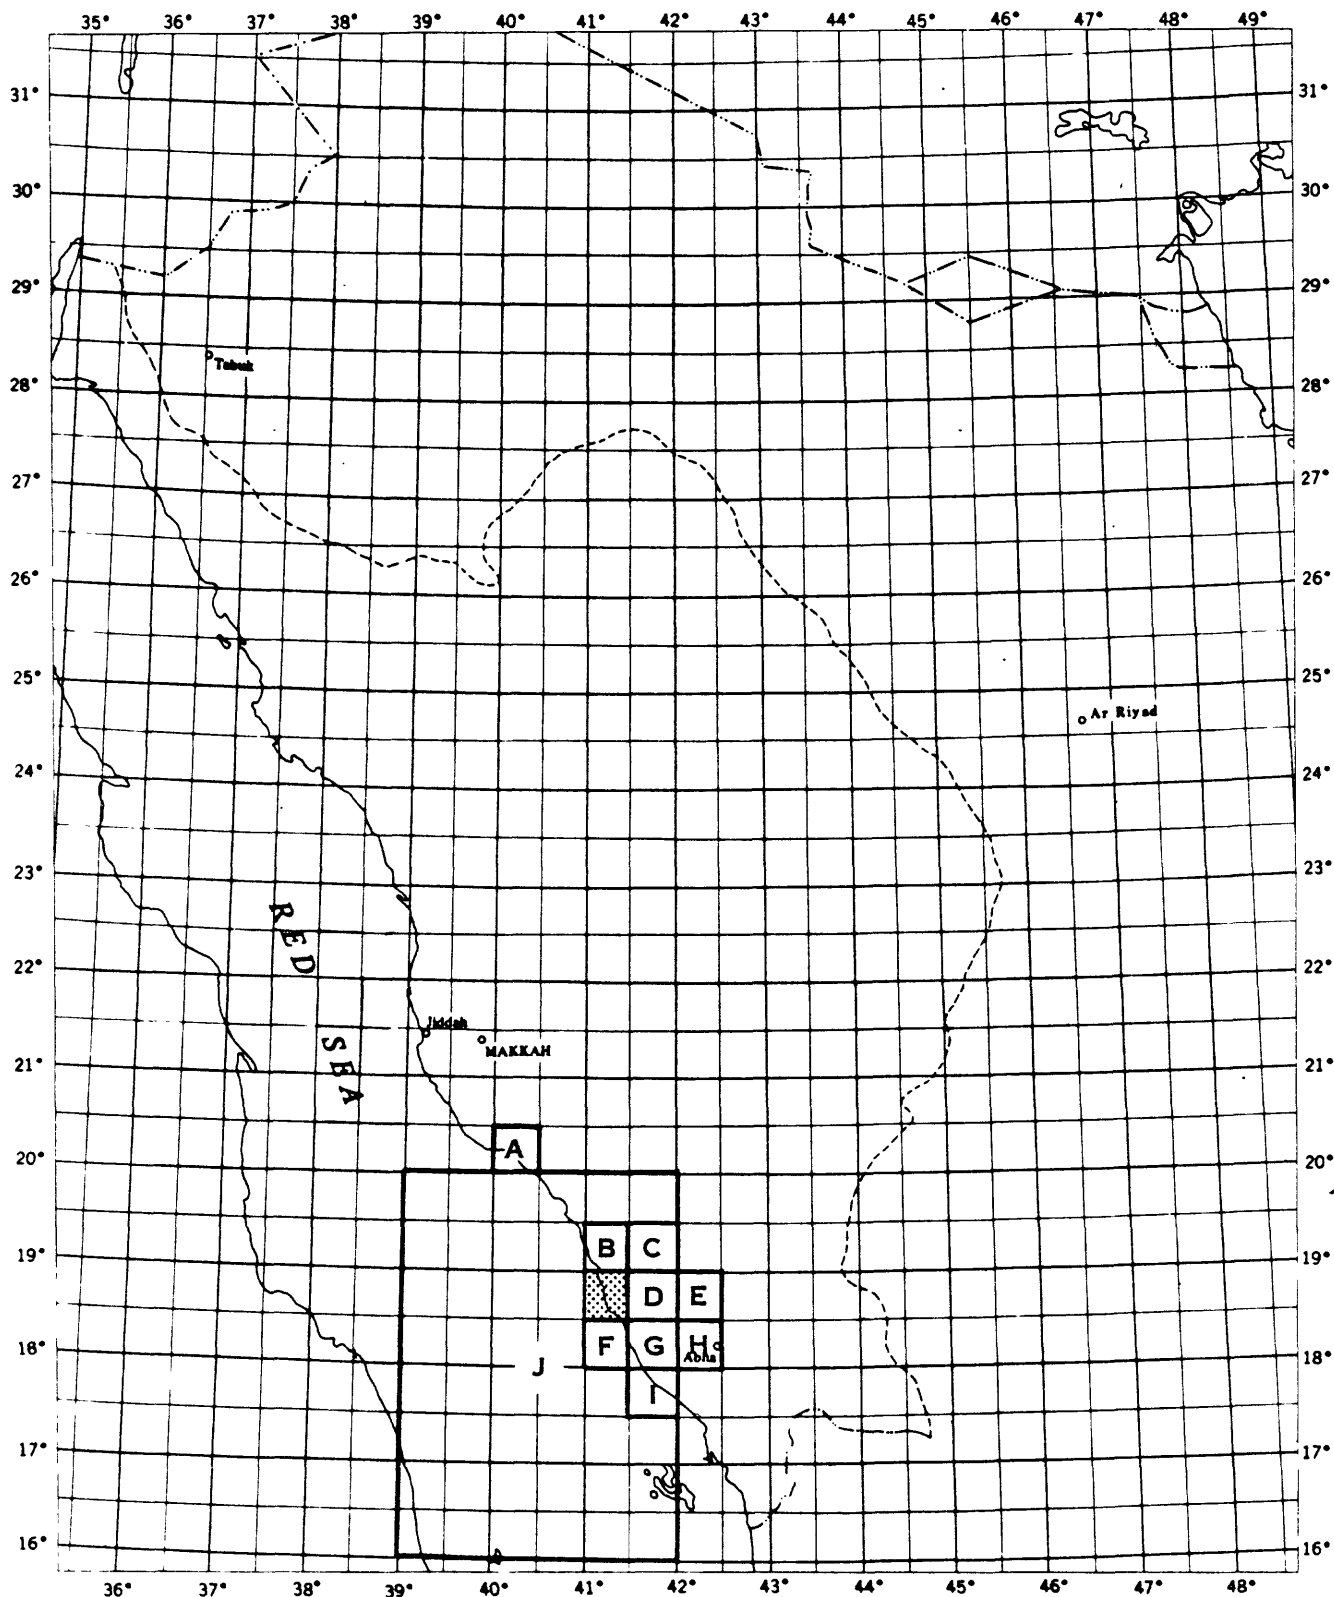 35° 36° 37° 38° 39° 40° 41° 42° 43° 44° 45° 46° 47° 48° 49°
31° 31°
30° 30°
29° 29°
Tabuk
28° 28°
27° 27°
26° 26°
25° 25°
Ar Riyad
24° 24°
23° 23°
RED
22° 22°
Jiddah
MAKKAH
SEA
21° 21°
A
20° 20°
B C
19° 19°
D E
F G H
Abha
18° 18°
J
I
17° 17°
16° 16°
36° 37° 38° 39° 40° 41° 42° 43° 44° 45° 46° 47° 48°